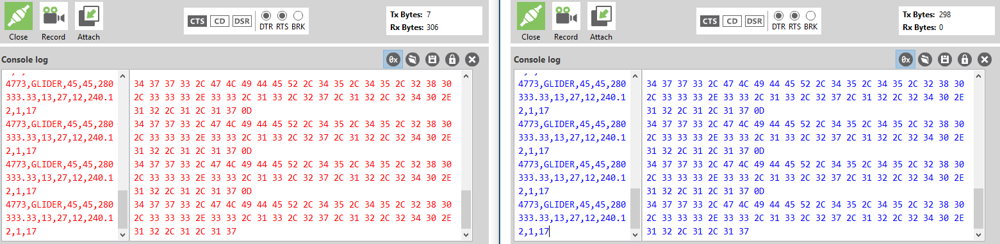 Close
Record
Attach
CTS CD DSR
DTR RTS BRK
Tx Bytes: 7
Rx Bytes: 306
Console log
0x
4773,GLIDER,45,45,280
333.33,13,27,12,240.1
2,1,17
4773,GLIDER,45,45,280
333.33,13,27,12,240.1
2,1,17
4773,GLIDER,45,45,280
333.33,13,27,12,240.1
2,1,17
4773,GLIDER,45,45,280
333.33,13,27,12,240.1
2,1,17
34 37 37 33 2C 47 4C 49 44 45 52 2C 34 35 2C 34 35 2C 32 38 30
2C 33 33 33 2E 33 33 2C 31 33 2C 32 37 2C 31 32 2C 32 34 30 2E
31 32 2C 31 2C 31 37 0D
34 37 37 33 2C 47 4C 49 44 45 52 2C 34 35 2C 34 35 2C 32 38 30
2C 33 33 33 2E 33 33 2C 31 33 2C 32 37 2C 31 32 2C 32 34 30 2E
31 32 2C 31 2C 31 37 0D
34 37 37 33 2C 47 4C 49 44 45 52 2C 34 35 2C 34 35 2C 32 38 30
2C 33 33 33 2E 33 33 2C 31 33 2C 32 37 2C 31 32 2C 32 34 30 2E
31 32 2C 31 2C 31 37 0D
34 37 37 33 2C 47 4C 49 44 45 52 2C 34 35 2C 34 35 2C 32 38 30
2C 33 33 33 2E 33 33 2C 31 33 2C 32 37 2C 31 32 2C 32 34 30 2E
31 32 2C 31 2C 31 37
Close
Record
Attach
CTS CD DSR
DTR RTS BRK
Tx Bytes: 298
Rx Bytes: 0
Console log
0x
4773,GLIDER,45,45,280
333.33,13,27,12,240.1
2,1,17
4773,GLIDER,45,45,280
333.33,13,27,12,240.1
2,1,17
4773,GLIDER,45,45,280
333.33,13,27,12,240.1
2,1,17
4773,GLIDER,45,45,280
333.33,13,27,12,240.1
2,1,17
34 37 37 33 2C 47 4C 49 44 45 52 2C 34 35 2C 34 35 2C 32 38 30
2C 33 33 33 2E 33 33 2C 31 33 2C 32 37 2C 31 32 2C 32 34 30 2E
31 32 2C 31 2C 31 37 0D
34 37 37 33 2C 47 4C 49 44 45 52 2C 34 35 2C 34 35 2C 32 38 30
2C 33 33 33 2E 33 33 2C 31 33 2C 32 37 2C 31 32 2C 32 34 30 2E
31 32 2C 31 2C 31 37 0D
34 37 37 33 2C 47 4C 49 44 45 52 2C 34 35 2C 34 35 2C 32 38 30
2C 33 33 33 2E 33 33 2C 31 33 2C 32 37 2C 31 32 2C 32 34 30 2E
31 32 2C 31 2C 31 37 0D
34 37 37 33 2C 47 4C 49 44 45 52 2C 34 35 2C 34 35 2C 32 38 30
2C 33 33 33 2E 33 33 2C 31 33 2C 32 37 2C 31 32 2C 32 34 30 2E
31 32 2C 31 2C 31 37